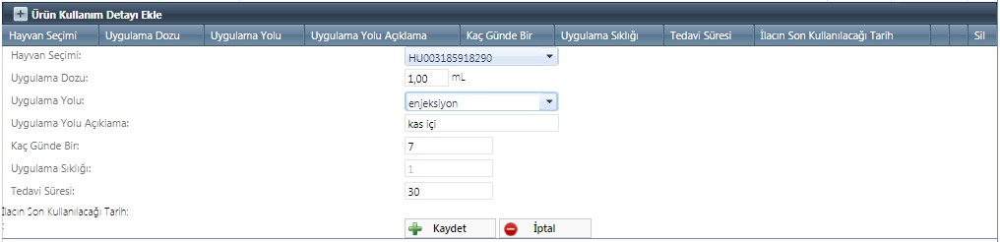 Ürün Kullanım Detayı Ekle
Hayvan Seçimi Uygulama Dozu Uygulama Yolu Uygulama Yolu Açıklama Kaç Günde Bir Uygulama Sıklığı Tedavi Süresi İlacın Son Kullanılacağı Tarih Sil
Hayvan Seçimi: HU003185918290
Uygulama Dozu: 1,00 mL
Uygulama Yolu: enjeksiyon
Uygulama Yolu Açıklama: kas içi
Kaç Günde Bir: 7
Uygulama Sıklığı: 1
Tedavi Süresi: 30
İlacın Son Kullanılacağı Tarih:
:
Kaydet İptal